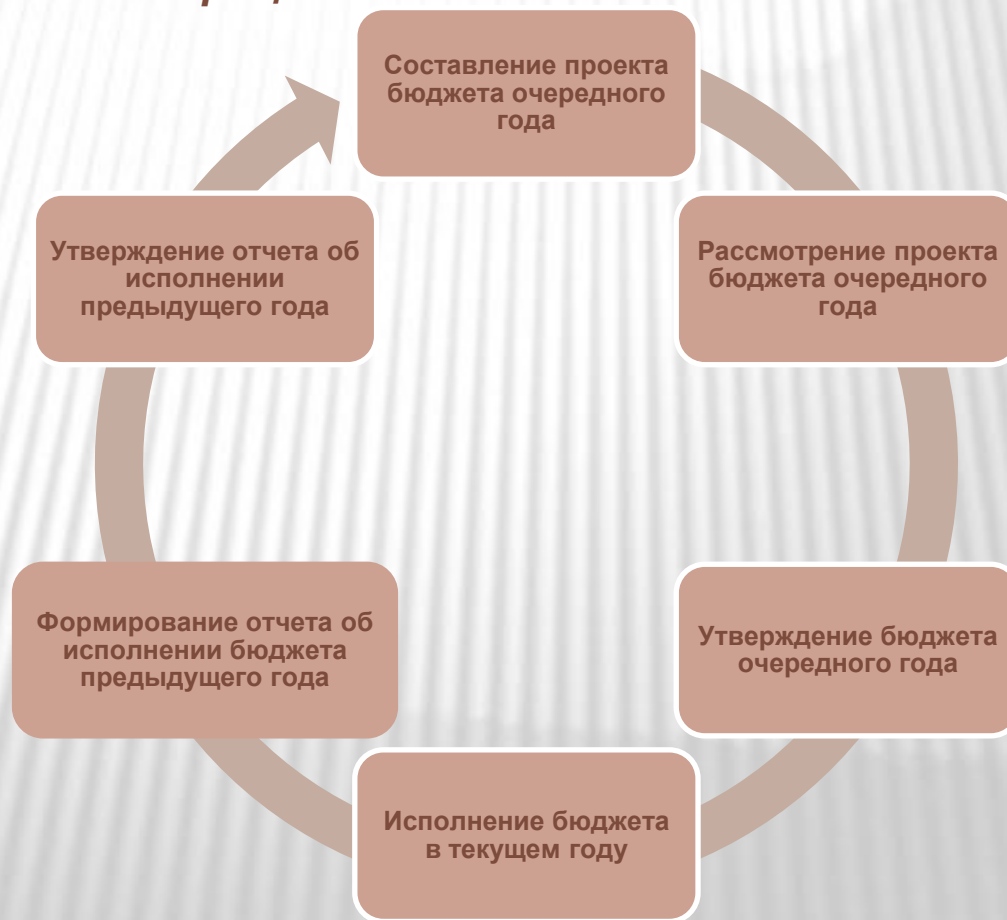 Составление проекта
бюджета очередного
года
Рассмотрение проекта
бюджета очередного
года
Утверждение бюджета
очередного года
Исполнение бюджета
в текущем году
Формирование отчета об
исполнении бюджета
предыдущего года
Утверждение отчета об
исполнении
предыдущего года